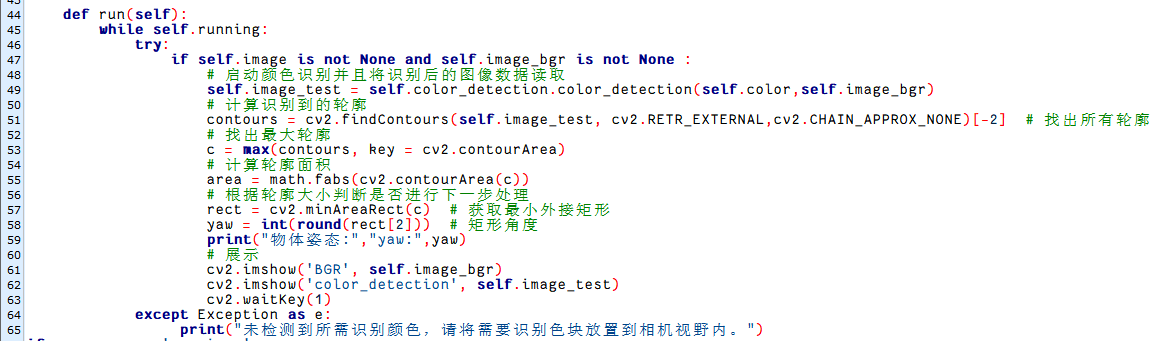 44 def run(self):
45 while self.running:
46 try:
47 if self.image is not None and self.image_bgr is not None :
48 # 启动颜色识别并且将识别后的图像数据读取
49 self.image_test = self.color_detection.color_detection(self.color,self.image_bgr)
50 # 计算识别到的轮廓
51 contours = cv2.findContours(self.image_test, cv2.RETR_EXTERNAL,cv2.CHAIN_APPROX_NONE)[-2] # 找出所有轮廓
52 # 找出最大轮廓
53 c = max(contours, key = cv2.contourArea)
54 # 计算轮廓面积
55 area = math.fabs(cv2.contourArea(c))
56 # 根据轮廓大小判断是否进行下一步处理
57 rect = cv2.minAreaRect(c) # 获取最小外接矩形
58 yaw = int(round(rect[2])) # 矩形角度
59 print("物体姿态:","yaw:",yaw)
60 # 展示
61 cv2.imshow('BGR', self.image_bgr)
62 cv2.imshow('color_detection', self.image_test)
63 cv2.waitKey(1)
64 except Exception as e:
65 print("未检测到所需识别颜色，请将需要识别色块放置到相机视野内。")